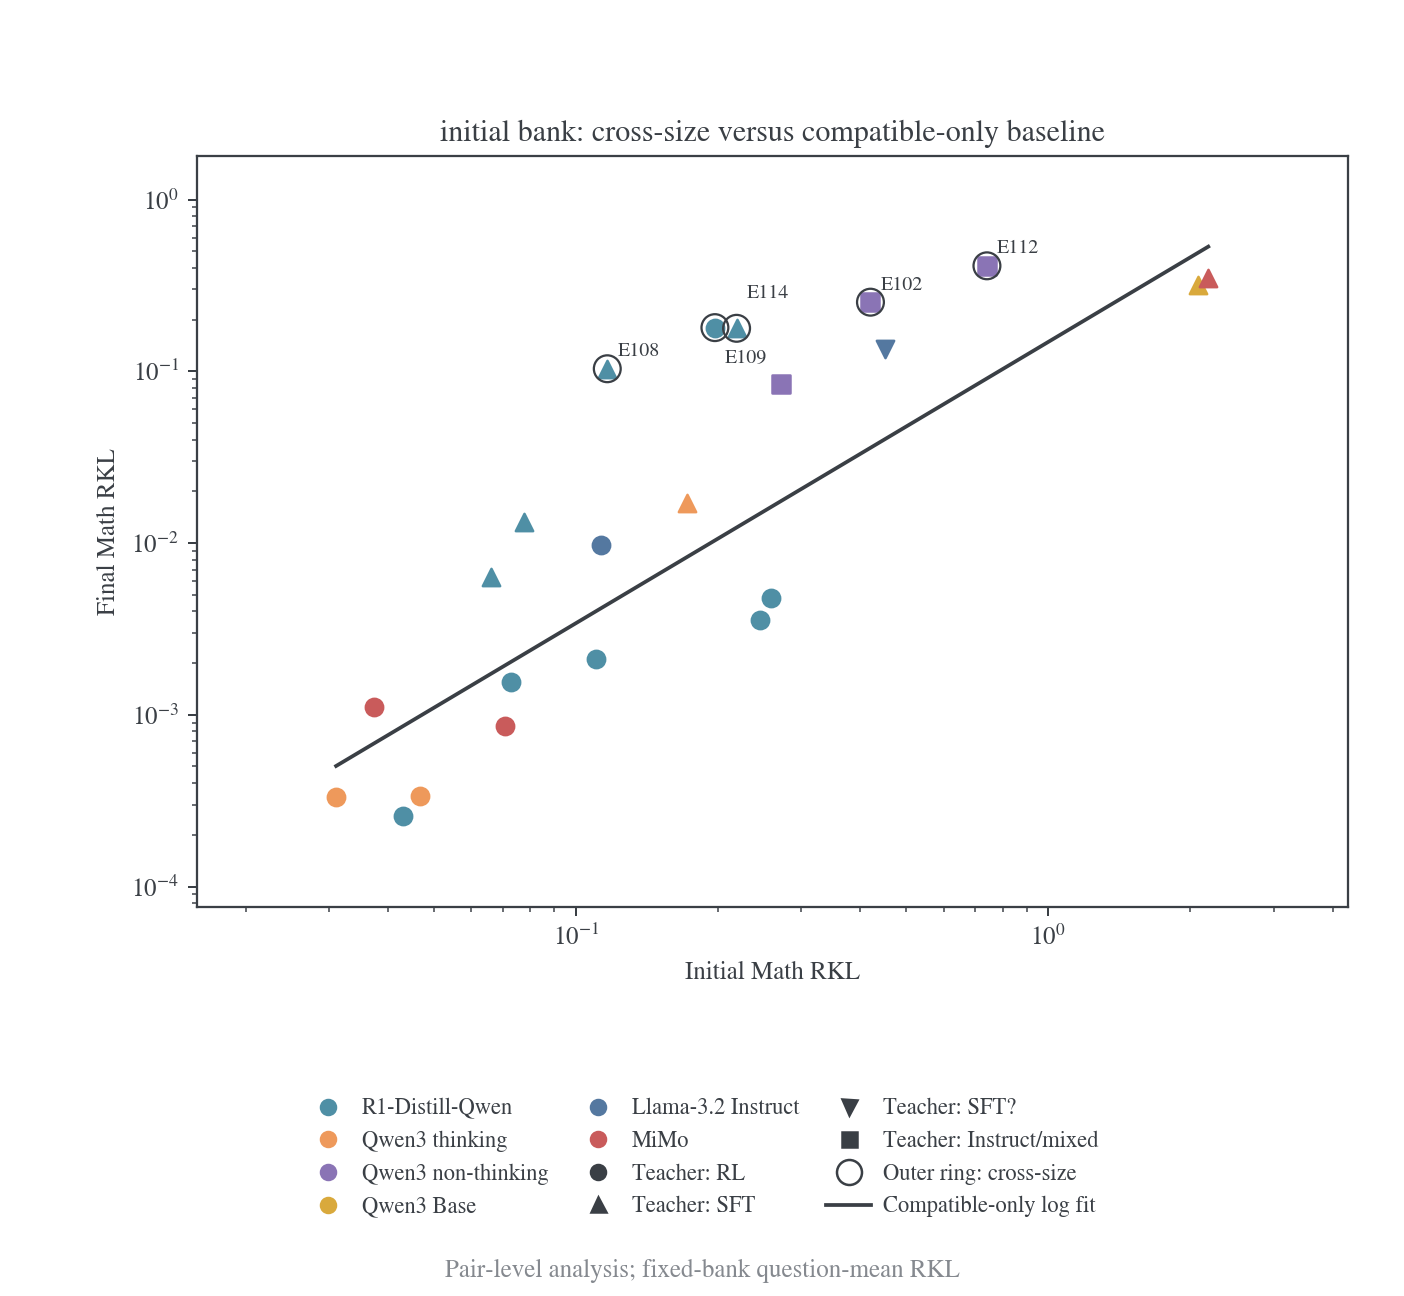 initial bank: cross-size versus compatible-only baseline
10⁰
10⁻¹
10⁻²
10⁻³
10⁻⁴
Final Math RKL
E112
E102
E114
E109
E108
10⁻¹
10⁰
Initial Math RKL
R1-Distill-Qwen
Qwen3 thinking
Qwen3 non-thinking
Qwen3 Base
Llama-3.2 Instruct
MiMo
Teacher: RL
Teacher: SFT
Teacher: SFT?
Teacher: Instruct/mixed
Outer ring: cross-size
Compatible-only log fit
Pair-level analysis; fixed-bank question-mean RKL